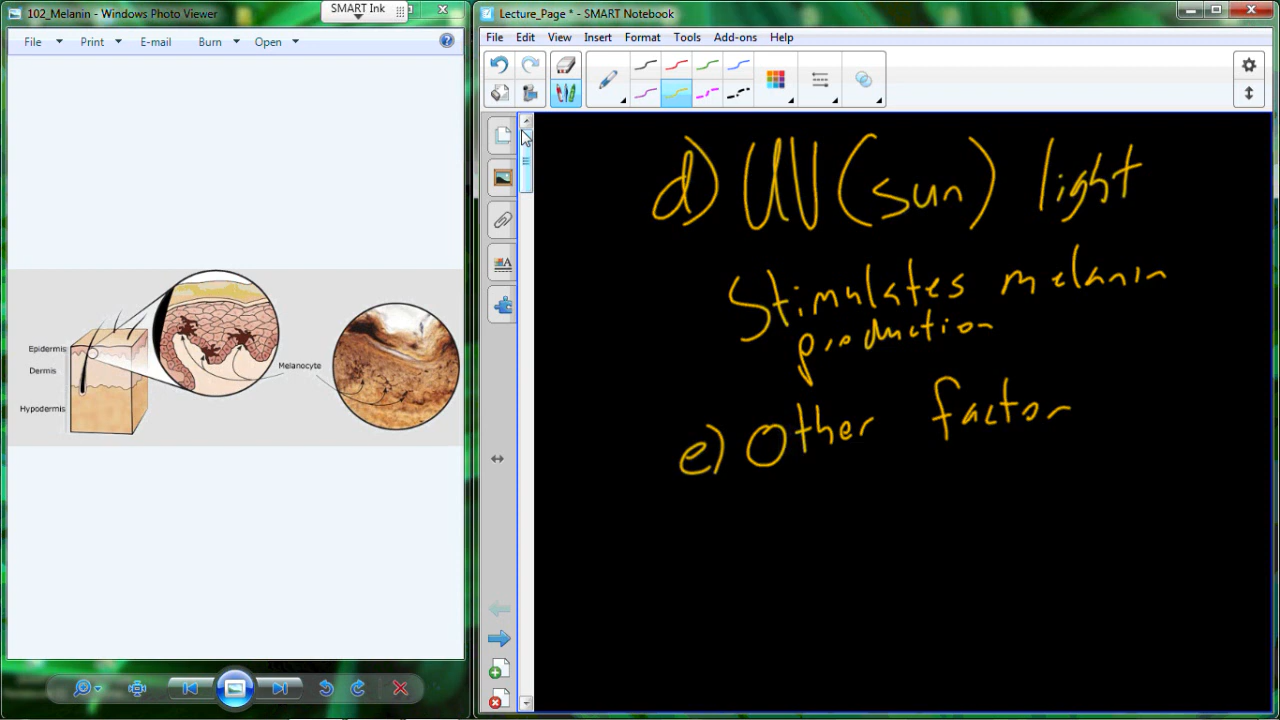 102_Melanin - Windows Photo Viewer
SMART Ink
File Print E-mail Burn Open
Epidermis
Dermis
Hypodermis
Melanocyte
Lecture_Page * - SMART Notebook
File Edit View Insert Format Tools Add-ons Help
d) UV (sun) light
Stimulates melanin
production
e) Other factor